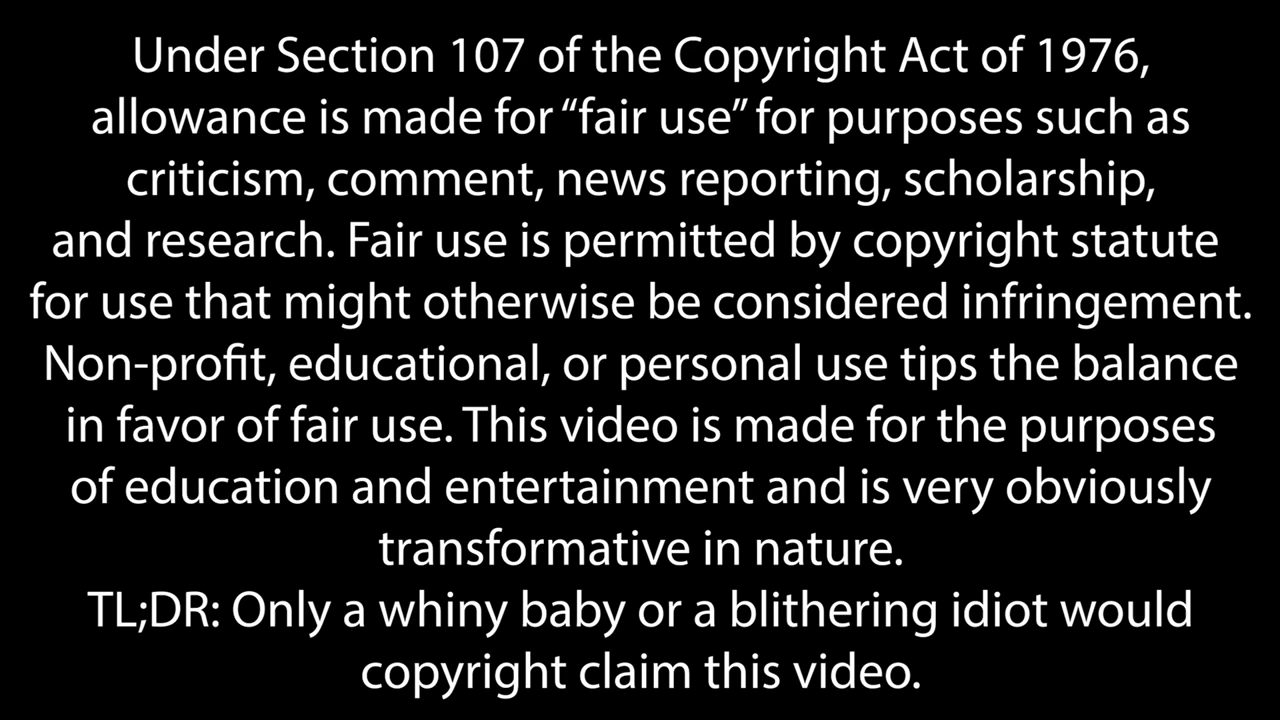 Under Section 107 of the Copyright Act of 1976,
allowance is made for “fair use” for purposes such as
criticism, comment, news reporting, scholarship,
and research. Fair use is permitted by copyright statute
for use that might otherwise be considered infringement.
Non-profit, educational, or personal use tips the balance
in favor of fair use. This video is made for the purposes
of education and entertainment and is very obviously
transformative in nature.
TL;DR: Only a whiny baby or a blithering idiot would
copyright claim this video.